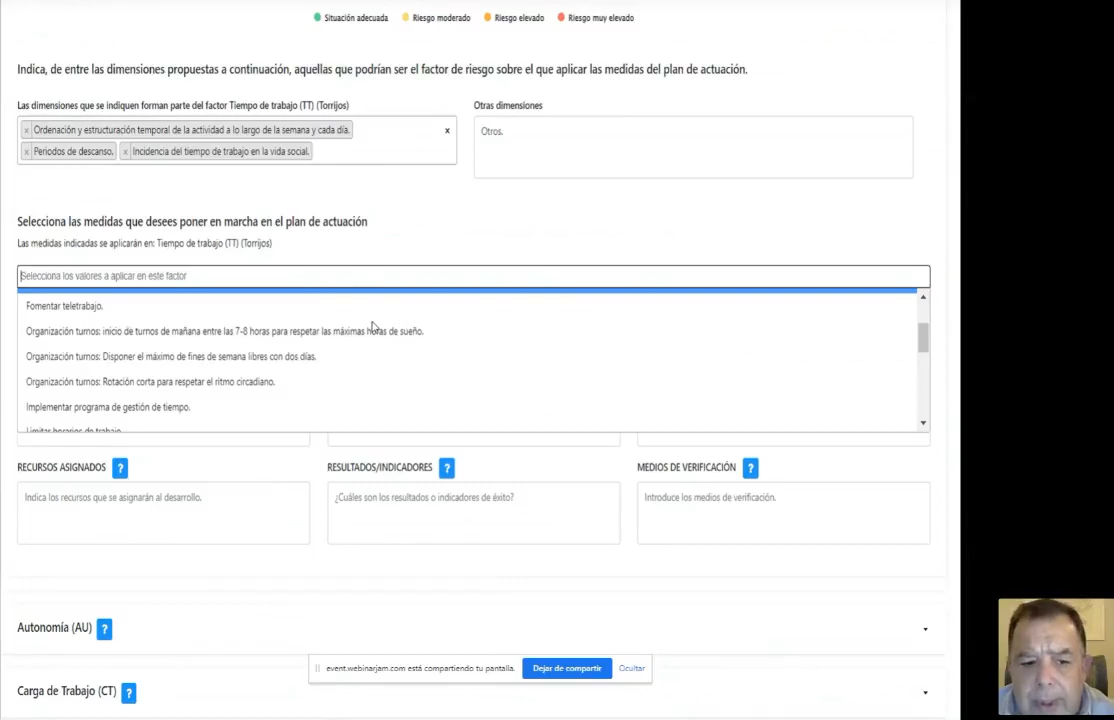 Situación adecuada Riesgo moderado Riesgo elevado Riesgo muy elevado
Indica, de entre las dimensiones propuestas a continuación, aquellas que podrían ser el factor de riesgo sobre el que aplicar las medidas del plan de actuación.
Las dimensiones que se indiquen forman parte del factor Tiempo de trabajo (TT) (Torrijos)
Otras dimensiones
× Ordenación y estructuración temporal de la actividad a lo largo de la semana y cada día. x
× Periodos de descanso. × Incidencia del tiempo de trabajo en la vida social.
Otros.
Selecciona las medidas que desees poner en marcha en el plan de actuación
Las medidas indicadas se aplicarán en: Tiempo de trabajo (TT) (Torrijos)
Selecciona los valores a aplicar en este factor
Fomentar teletrabajo.
Organización turnos: inicio de turnos de mañana entre las 7-8 horas para respetar las máximas horas de sueño.
Organización turnos: Disponer el máximo de fines de semana libres con dos días.
Organización turnos: Rotación corta para respetar el ritmo circadiano.
Implementar programa de gestión de tiempo.
Limitar horarios de trabajo.
RECURSOS ASIGNADOS ? RESULTADOS/INDICADORES ? MEDIOS DE VERIFICACIÓN ?
Indica los recursos que se asignarán al desarrollo. ¿Cuáles son los resultados o indicadores de éxito? Introduce los medios de verificación.
Autonomía (AU) ?
event.webinarjam.com está compartiendo tu pantalla. Dejar de compartir Ocultar
Carga de Trabajo (CT) ?